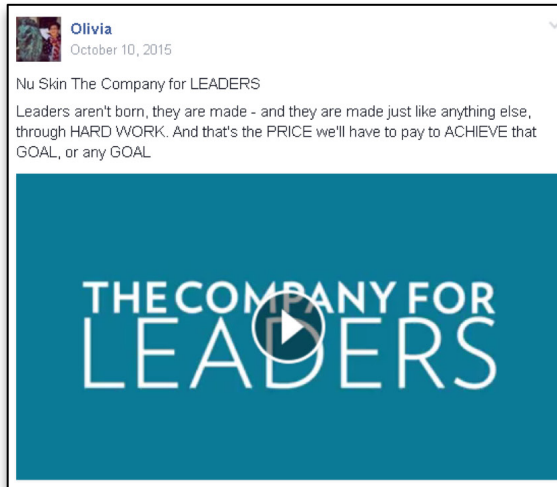 Olivia
October 10, 2015
Nu Skin The Company for LEADERS
Leaders aren't born, they are made - and they are made just like anything else,
through HARD WORK. And that's the PRICE we'll have to pay to ACHIEVE that
GOAL, or any GOAL
THE COMPANY FOR
LEADERS